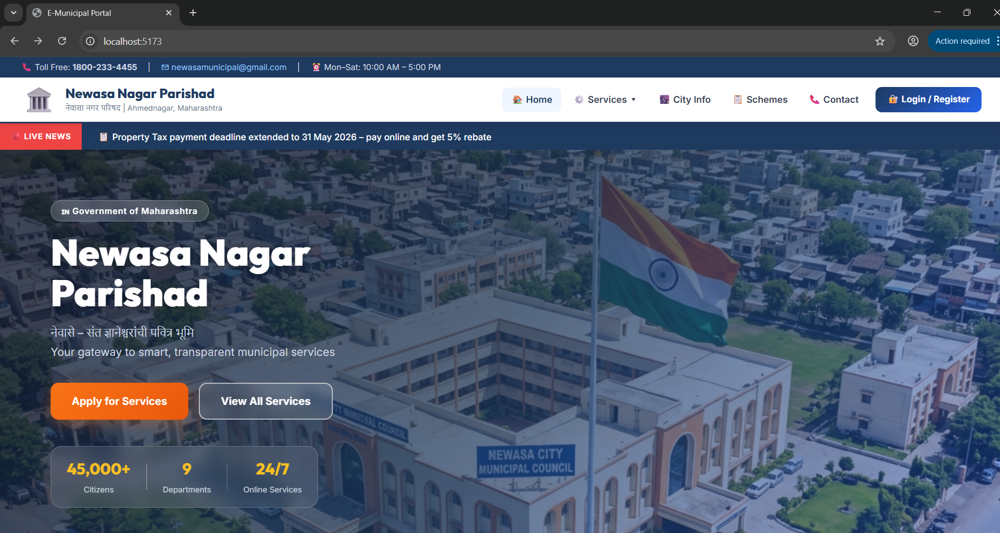 E-Municipal Portal
localhost:5173
Action required
Toll Free: 1800-233-4455 | newasamunicipal@gmail.com | Mon–Sat: 10:00 AM – 5:00 PM
Newasa Nagar Parishad
नेवासा नगर परिषद | Ahmednagar, Maharashtra
Home
Services
City Info
Schemes
Contact
Login / Register
LIVE NEWS
Property Tax payment deadline extended to 31 May 2026 – pay online and get 5% rebate
IN Government of Maharashtra
Newasa Nagar
Parishad
नेवासे – संत ज्ञानेश्वरांची पवित्र भूमि
Your gateway to smart, transparent municipal services
Apply for Services
View All Services
MUNICIPAL COUNCIL
NEWASA CITY
MUNICIPAL COUNCIL
45,000+
Citizens
9
Departments
24/7
Online Services